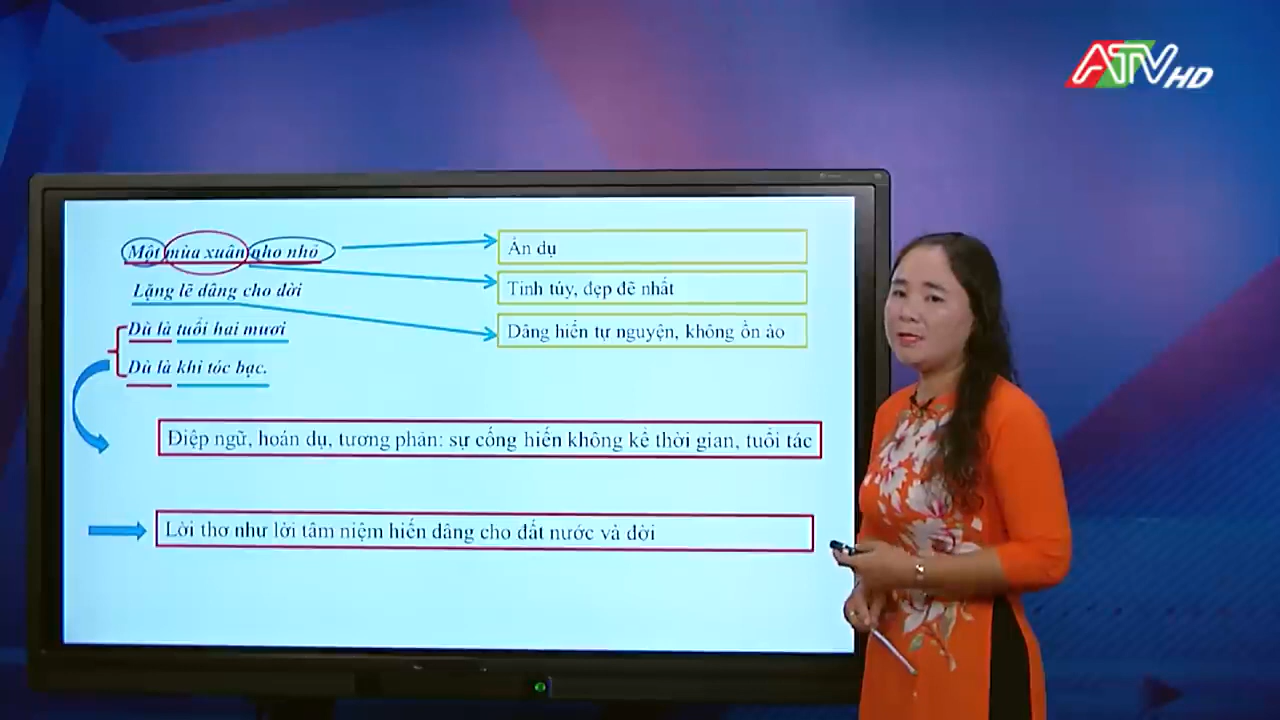 ATV HD
Một mùa xuân nho nhỏ
Ẩn dụ
Lặng lẽ dâng cho đời
Tinh túy, đẹp đẽ nhất
Dù là tuổi hai mươi
Dâng hiến tự nguyện, không ồn ào
Dù là khi tóc bạc.
Điệp ngữ, hoán dụ, tương phản: sự cống hiến không kể thời gian, tuổi tác
Lời thơ như lời tâm niệm hiến dâng cho đất nước và đời